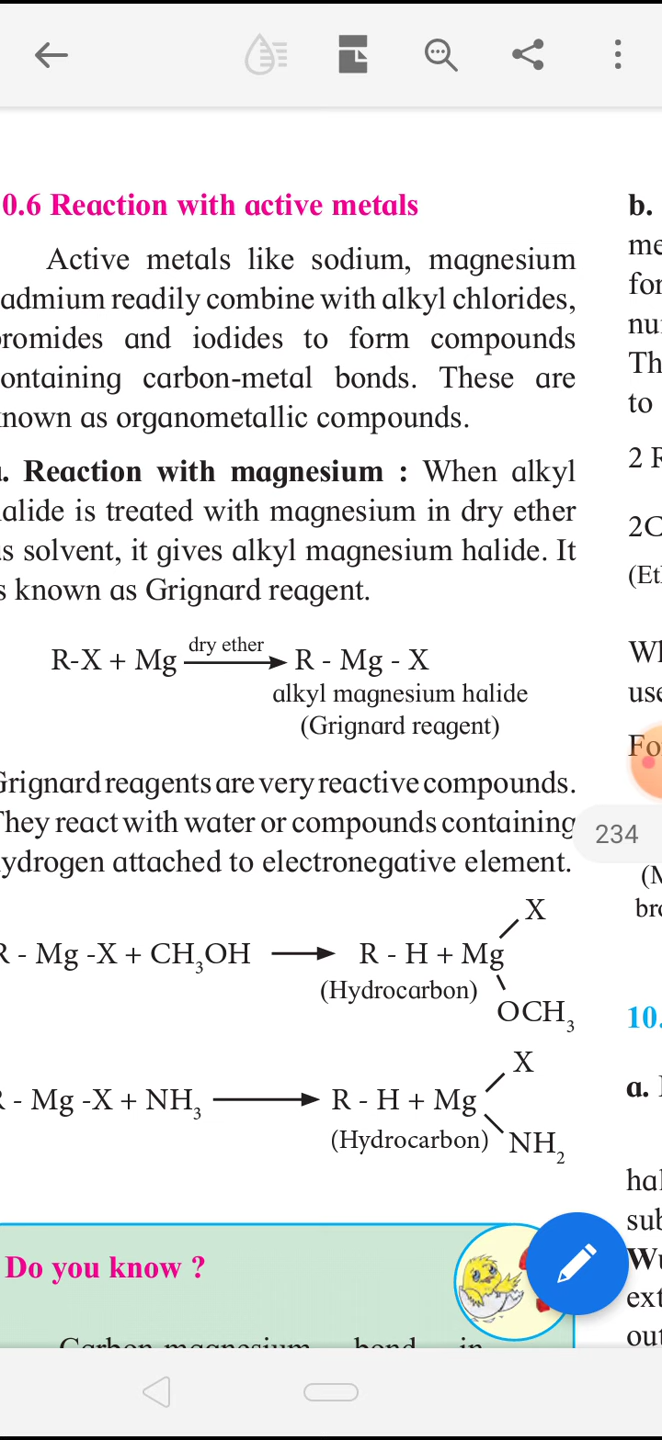 0.6 Reaction with active metals
Active metals like sodium, magnesium
admium readily combine with alkyl chlorides,
romides and iodides to form compounds
ontaining carbon-metal bonds. These are
nown as organometallic compounds.
. Reaction with magnesium : When alkyl
alide is treated with magnesium in dry ether
s solvent, it gives alkyl magnesium halide. It
s known as Grignard reagent.
R-X + Mg dry ether R - Mg - X
alkyl magnesium halide
(Grignard reagent)
Grignard reagents are very reactive compounds.
They react with water or compounds containing
ydrogen attached to electronegative element.
X
R - Mg -X + CH₃OH ⟶ R - H + Mg
(Hydrocarbon)
OCH₃
X
- Mg -X + NH₃ ⟶ R - H + Mg
(Hydrocarbon) NH₂
Do you know ?
Carbon-magnesium bond in
b.
me
for
nu
Th
to
2 R
2C
(Et
Wh
use
Fo
234
(M
bro
10.
a.
hal
sub
Wu
ext
out